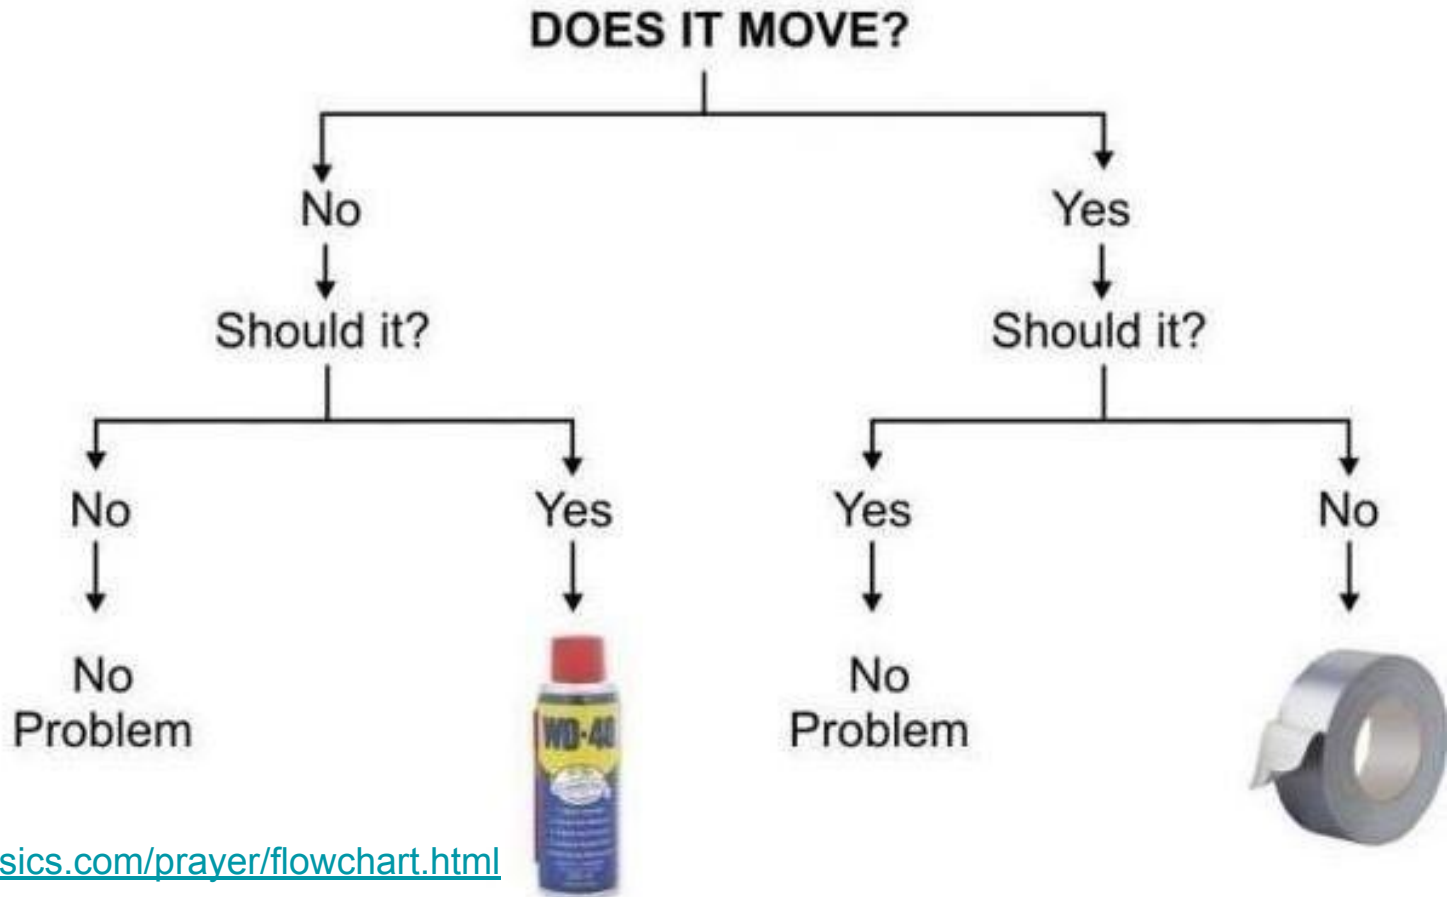 DOES IT MOVE?
No
Yes
Should it?
Should it?
No
Yes
Yes
No
No
Problem
WD-40
No
Problem
sics.com/prayer/flowchart.html